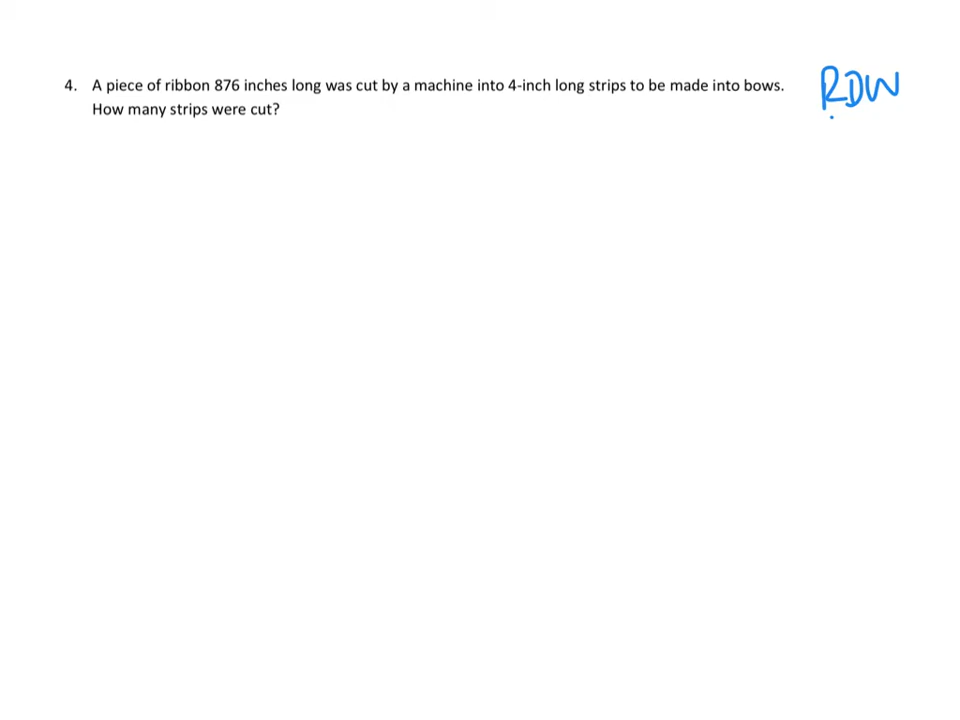 4. A piece of ribbon 876 inches long was cut by a machine into 4-inch long strips to be made into bows.
How many strips were cut?
RDW